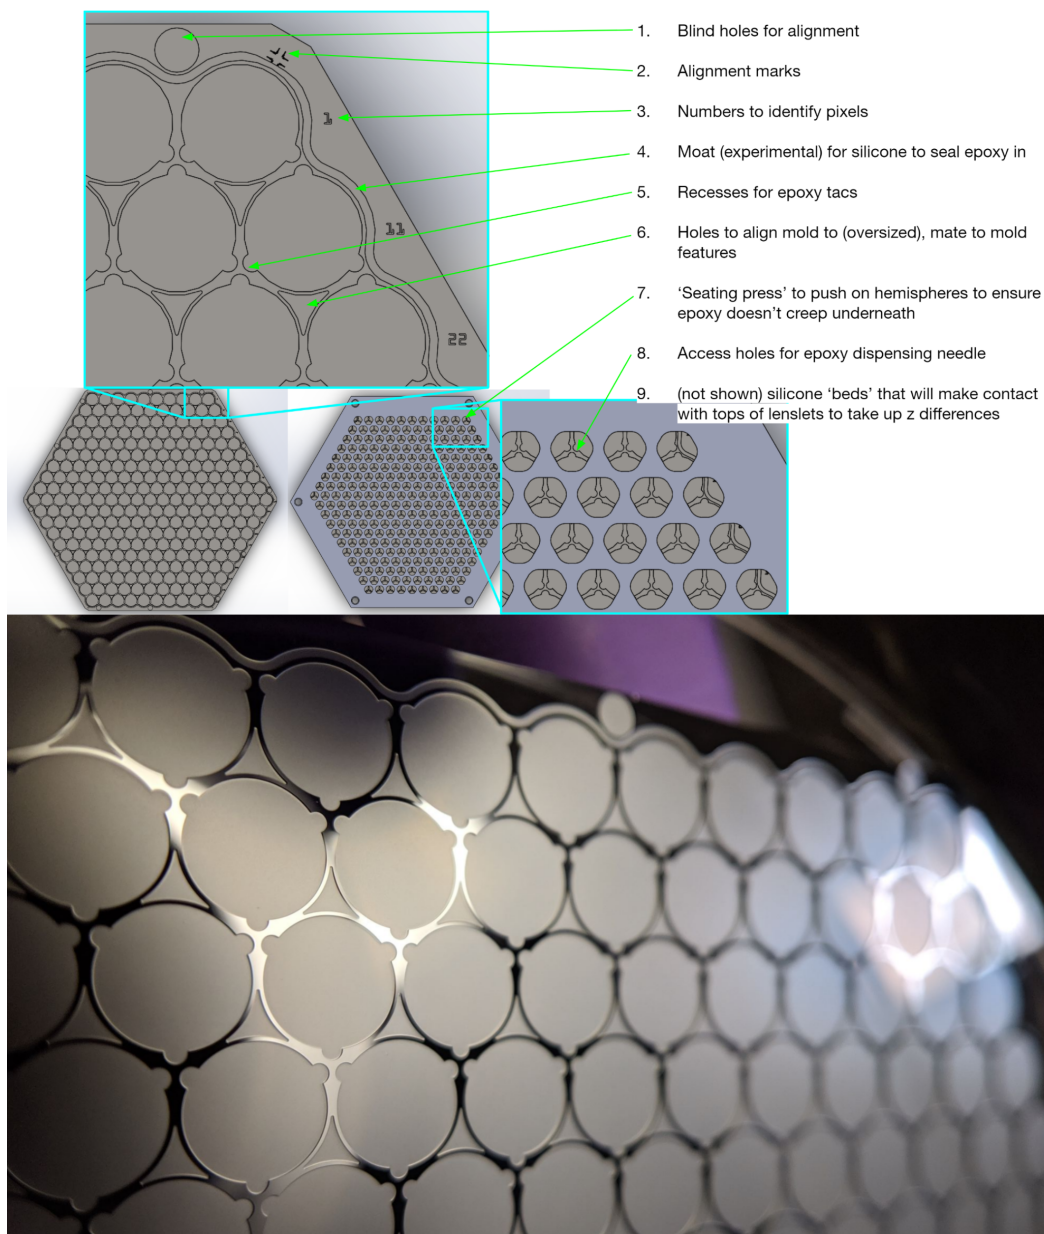 1. Blind holes for alignment
2. Alignment marks
3. Numbers to identify pixels
4. Moat (experimental) for silicone to seal epoxy in
5. Recesses for epoxy tacs
6. Holes to align mold to (oversized), mate to mold
features
7. ‘Seating press’ to push on hemispheres to ensure
epoxy doesn’t creep underneath
8. Access holes for epoxy dispensing needle
9. (not shown) silicone ‘beds’ that will make contact
with tops of lenslets to take up z differences
1
11
22